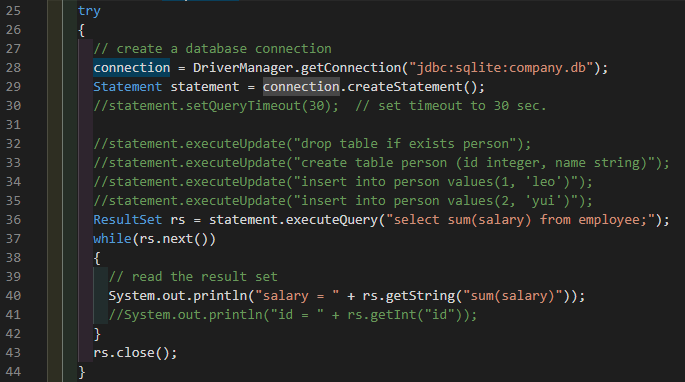 25 try
26 {
27 // create a database connection
28 connection = DriverManager.getConnection("jdbc:sqlite:company.db");
29 Statement statement = connection.createStatement();
30 //statement.setQueryTimeout(30);  // set timeout to 30 sec.
31
32 //statement.executeUpdate("drop table if exists person");
33 //statement.executeUpdate("create table person (id integer, name string)");
34 //statement.executeUpdate("insert into person values(1, 'leo')");
35 //statement.executeUpdate("insert into person values(2, 'yui')");
36 ResultSet rs = statement.executeQuery("select sum(salary) from employee;");
37 while(rs.next())
38 {
39 // read the result set
40 System.out.println("salary = " + rs.getString("sum(salary)"));
41 //System.out.println("id = " + rs.getInt("id"));
42 }
43 rs.close();
44 }